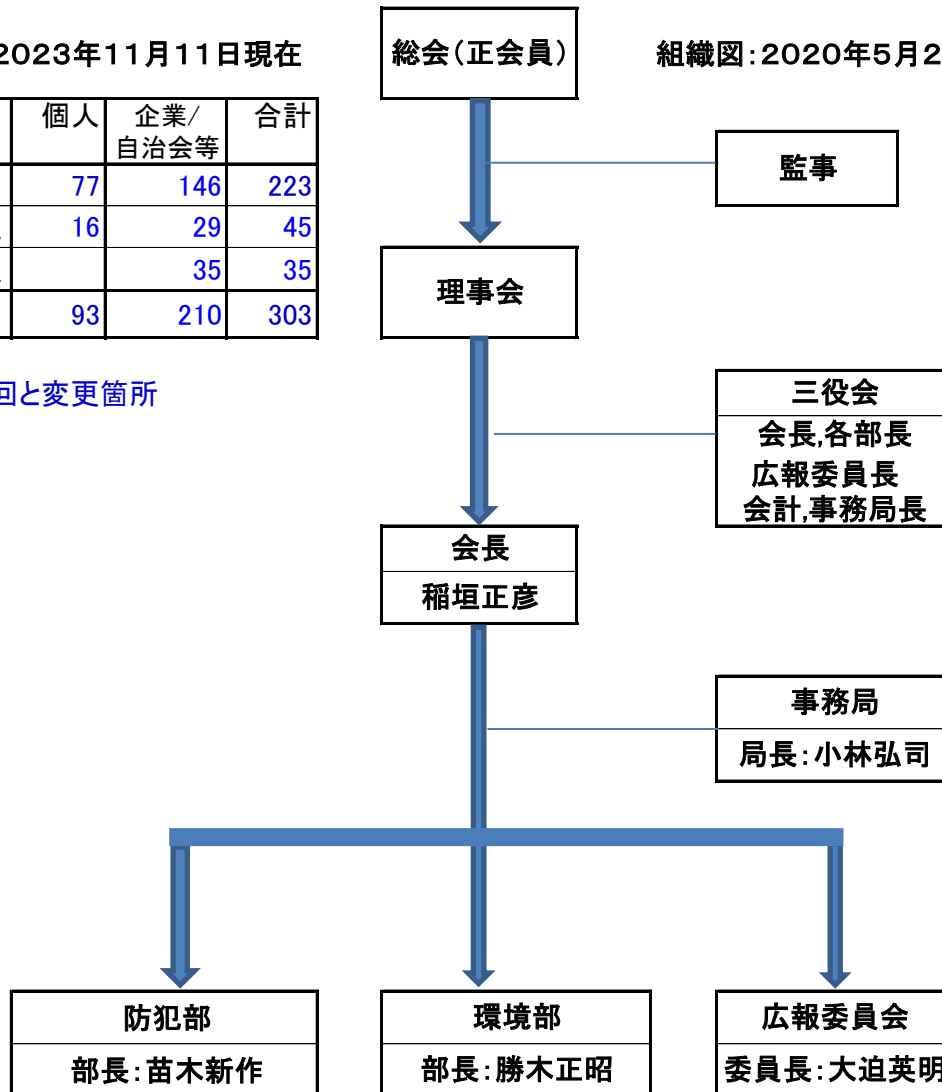 2023年11月11日現在
総会(正会員)
組織図:2020年5月2
個人 企業/ 合計
自治会等
77 146 223
16 29 45
35 35
93 210 303
監事
理事会
回と変更箇所
三役会
会長,各部長
広報委員長
会計,事務局長
会長
稲垣正彦
事務局
局長:小林弘司
防犯部
部長:苗木新作
環境部
部長:勝木正昭
広報委員会
委員長:大迫英明